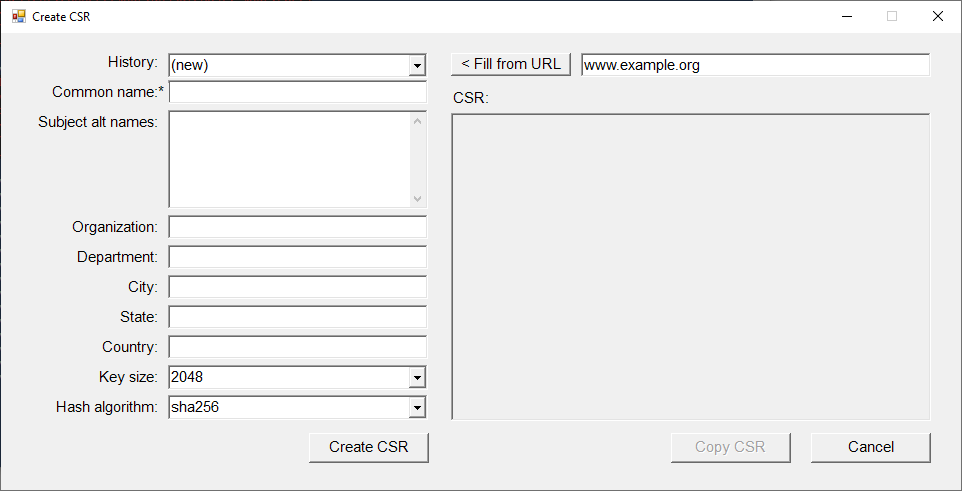 Create CSR
History: (new)
Common name:*
Subject alt names:
Organization:
Department:
City:
State:
Country:
Key size: 2048
Hash algorithm: sha256
Create CSR
< Fill from URL www.example.org
CSR:
Copy CSR Cancel